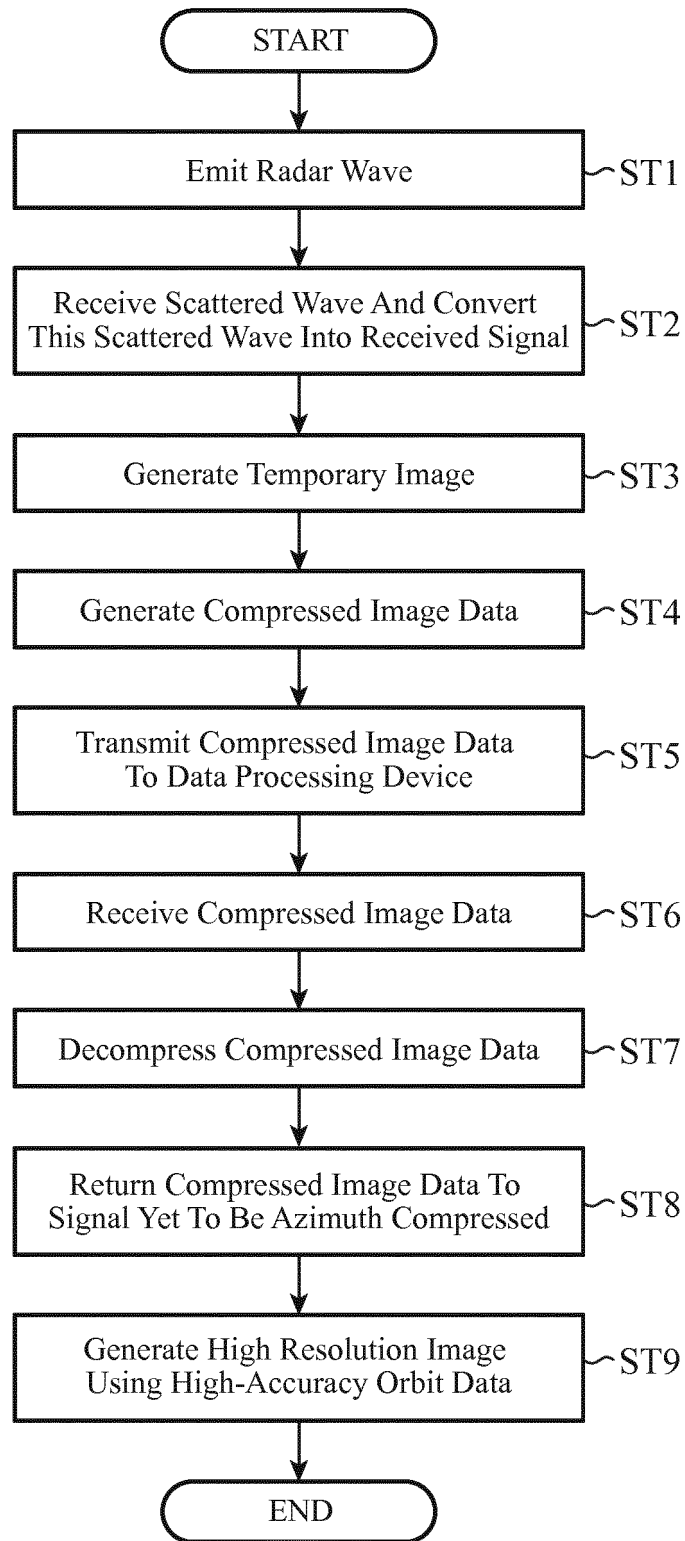 START
Emit Radar Wave
ST1
Receive Scattered Wave And Convert
This Scattered Wave Into Received Signal
ST2
Generate Temporary Image
ST3
Generate Compressed Image Data
ST4
Transmit Compressed Image Data
To Data Processing Device
ST5
Receive Compressed Image Data
ST6
Decompress Compressed Image Data
ST7
Return Compressed Image Data To
Signal Yet To Be Azimuth Compressed
ST8
Generate High Resolution Image
Using High-Accuracy Orbit Data
ST9
END